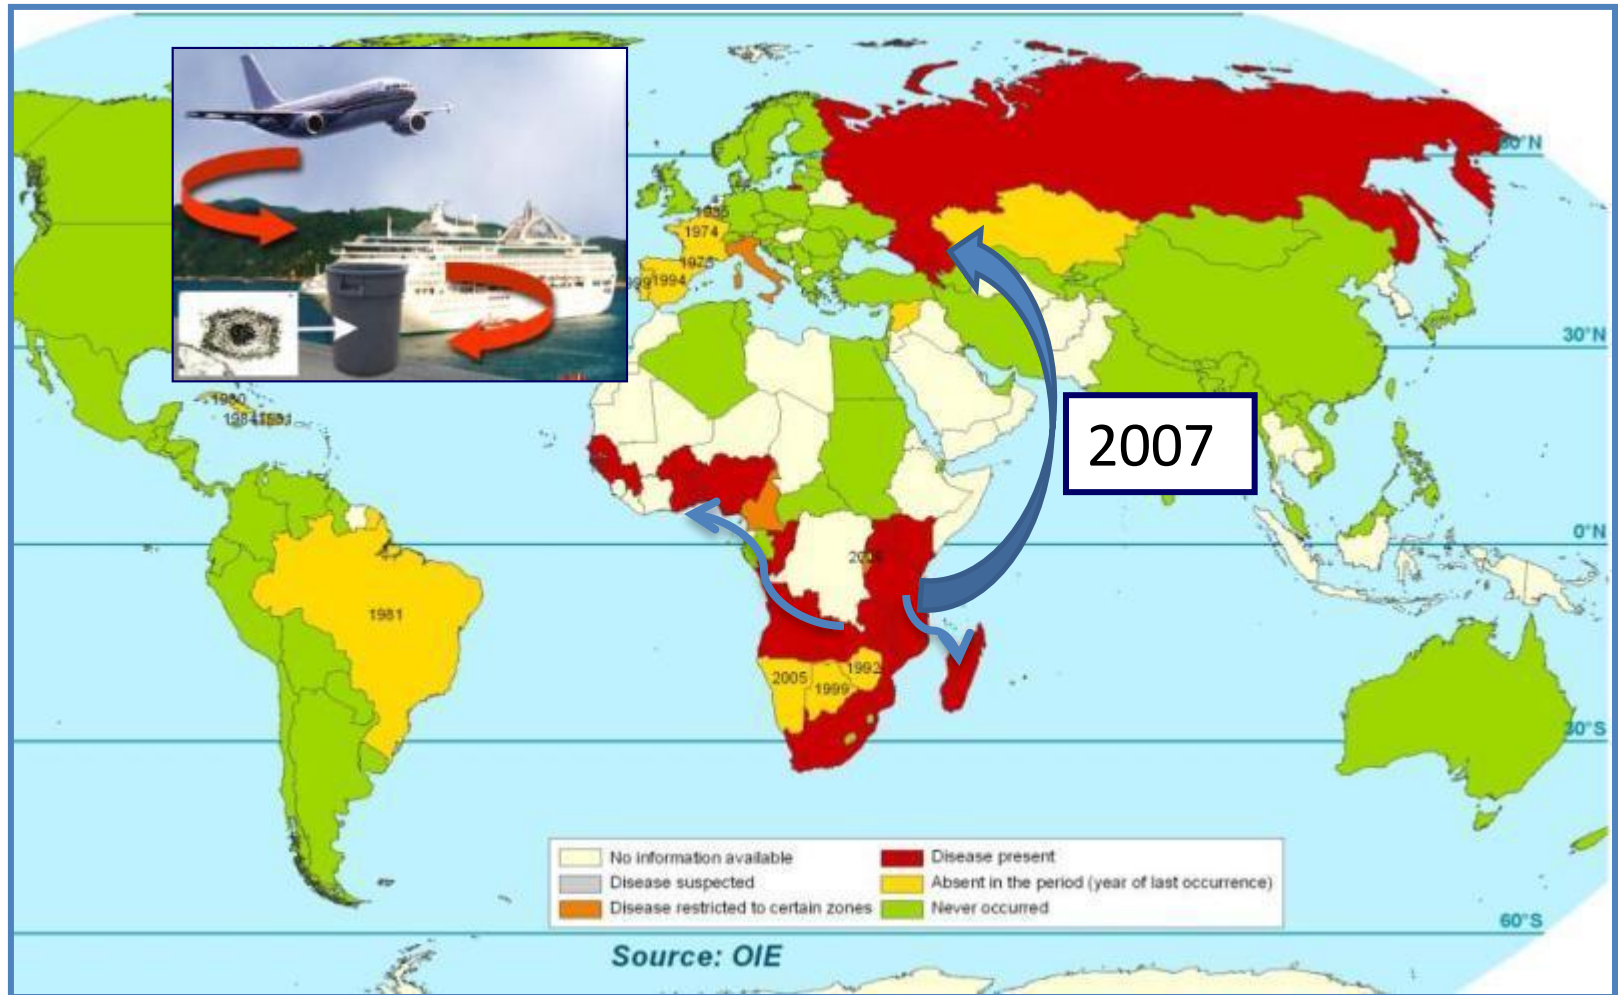 60°N
1974
1975
1994
30°N
1980
2007
0°N
1981
2005
1999
1992
30°S
No information available
Disease present
Disease suspected
Absent in the period (year of last occurrence)
Disease restricted to certain zones
Never occurred
60°S
Source: OIE